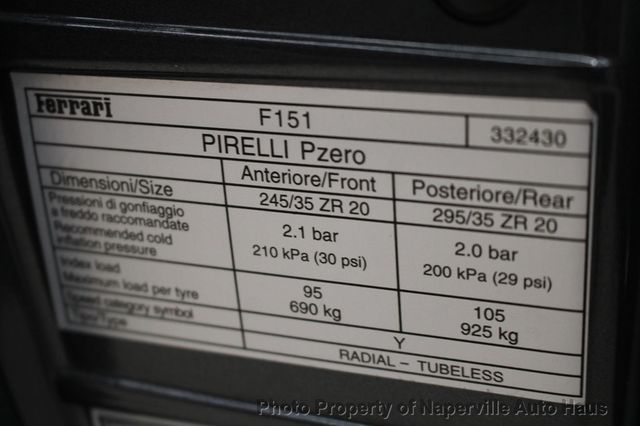 Ferrari F151 332430
PIRELLI Pzero
Dimensioni/Size Anteriore/Front Posteriore/Rear
245/35 ZR 20 295/35 ZR 20
Pressioni di gonfiaggio
a freddo raccomandate
Recommended cold
inflation pressure
2.1 bar 2.0 bar
210 kPa (30 psi) 200 kPa (29 psi)
Index load 95 105
Maximum load per tyre 690 kg 925 kg
Speed category symbol Y
Tipo/Type RADIAL - TUBELESS
Photo Property of Naperville Auto Haus